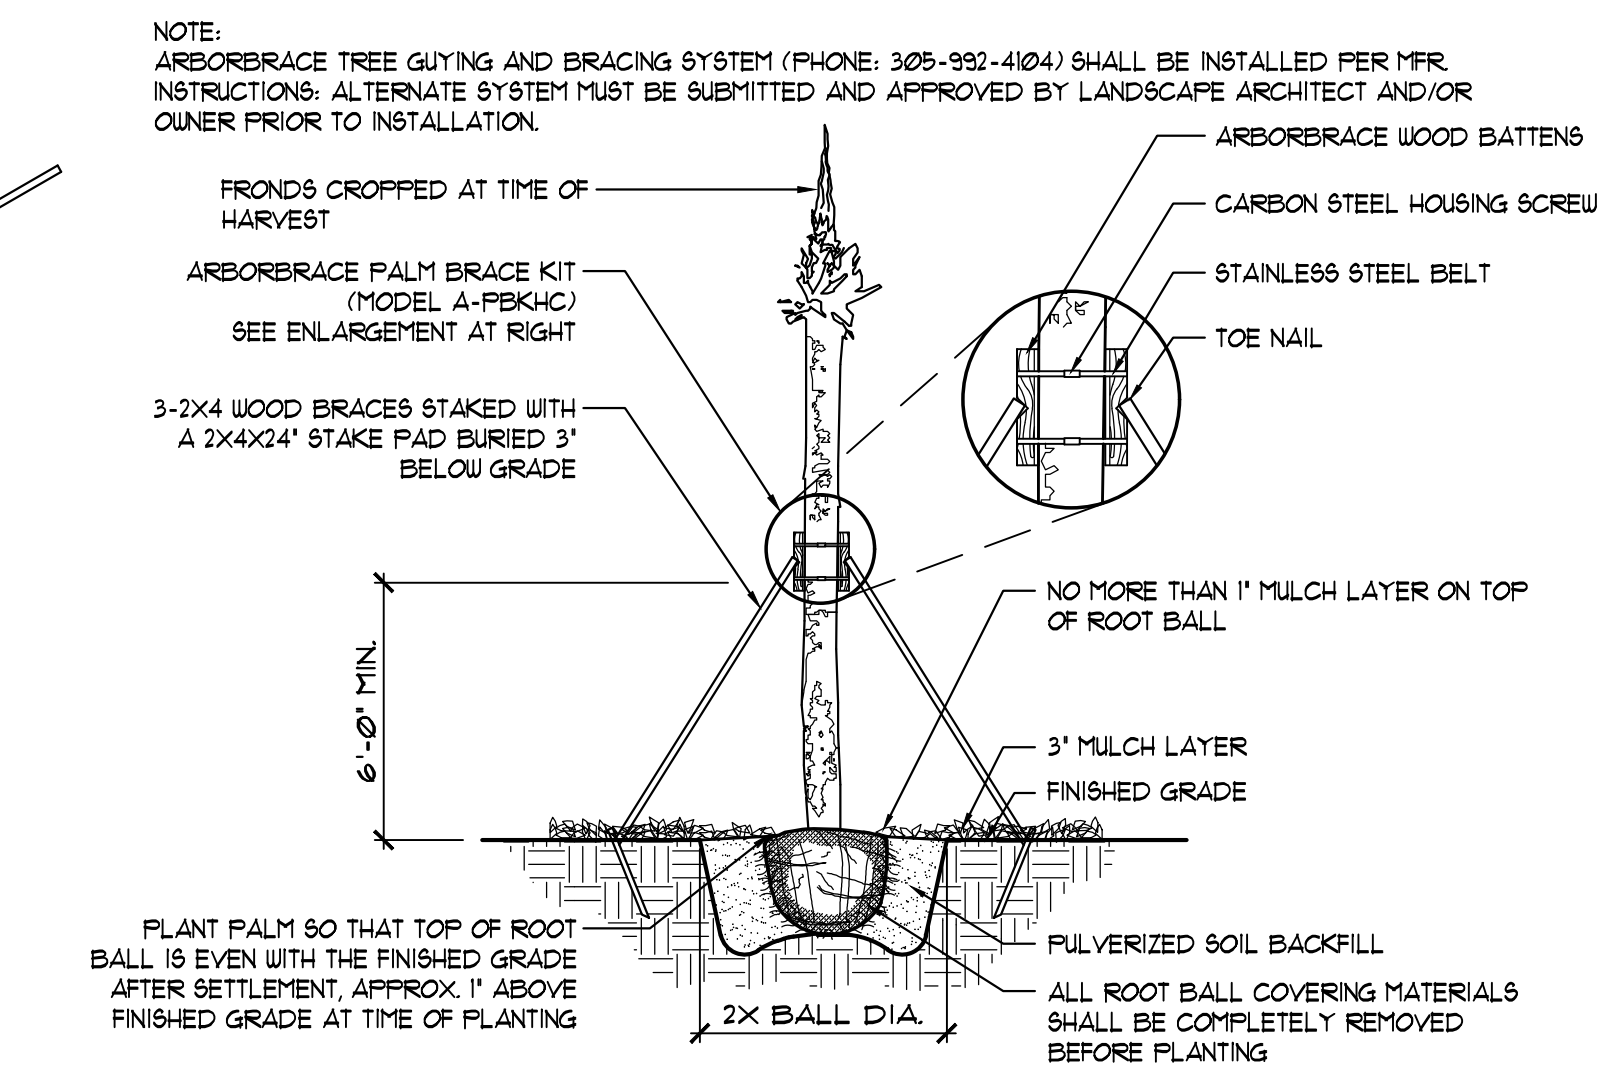 NOTE:
ARBORBRACE TREE GUYING AND BRACING SYSTEM (PHONE: 305-992-4104) SHALL BE INSTALLED PER MFR.
INSTRUCTIONS: ALTERNATE SYSTEM MUST BE SUBMITTED AND APPROVED BY LANDSCAPE ARCHITECT AND/OR
OWNER PRIOR TO INSTALLATION.
FRONDS CROPPED AT TIME OF
HARVEST
ARBORBRACE PALM BRACE KIT
(MODEL A-PBKHC)
SEE ENLARGEMENT AT RIGHT
3-2X4 WOOD BRACES STAKED WITH
A 2X4X24" STAKE PAD BURIED 3"
BELOW GRADE
6'-0" MIN.
PLANT PALM SO THAT TOP OF ROOT
BALL IS EVEN WITH THE FINISHED GRADE
AFTER SETTLEMENT, APPROX. 1" ABOVE
FINISHED GRADE AT TIME OF PLANTING
2X BALL DIA.
ARBORBRACE WOOD BATTENS
CARBON STEEL HOUSING SCREW
STAINLESS STEEL BELT
TOE NAIL
NO MORE THAN 1" MULCH LAYER ON TOP
OF ROOT BALL
3" MULCH LAYER
FINISHED GRADE
PULVERIZED SOIL BACKFILL
ALL ROOT BALL COVERING MATERIALS
SHALL BE COMPLETELY REMOVED
BEFORE PLANTING